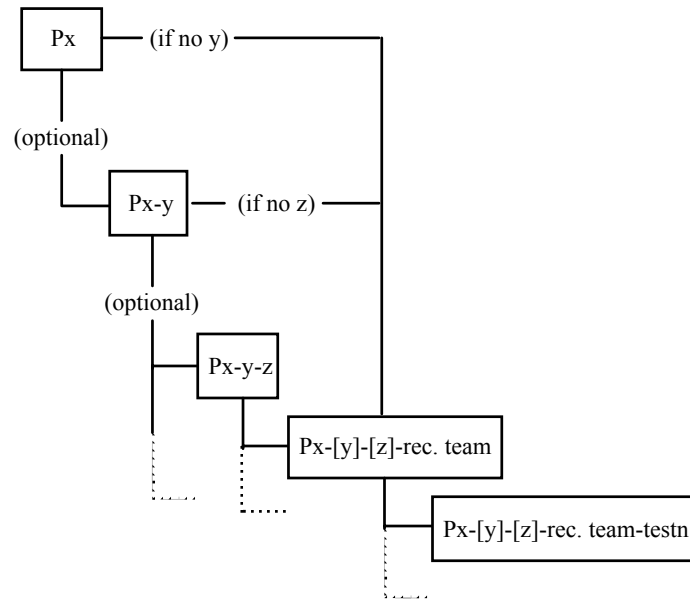 Px (if no y)
(optional)
Px-y (if no z)
(optional)
Px-y-z
Px-[y]-[z]-rec. team
Px-[y]-[z]-rec. team-testn